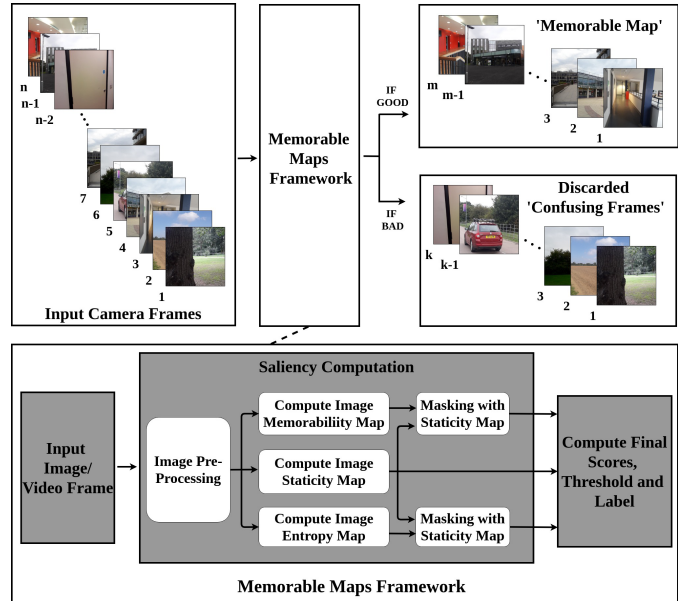 n
n-1
n-2
7
6
5
4
3
2
1
Input Camera Frames
Memorable
Maps
Framework
IF
GOOD
IF
BAD
'Memorable Map'
m
m-1
3
2
1
Discarded
'Confusing Frames'
k
k-1
3
2
1
Saliency Computation
Input
Image/
Video Frame
Image Pre-
Processing
Compute Image
Memorabiliity Map
Compute Image
Staticity Map
Compute Image
Entropy Map
Masking with
Staticity Map
Masking with
Staticity Map
Compute Final
Scores,
Threshold and
Label
Memorable Maps Framework